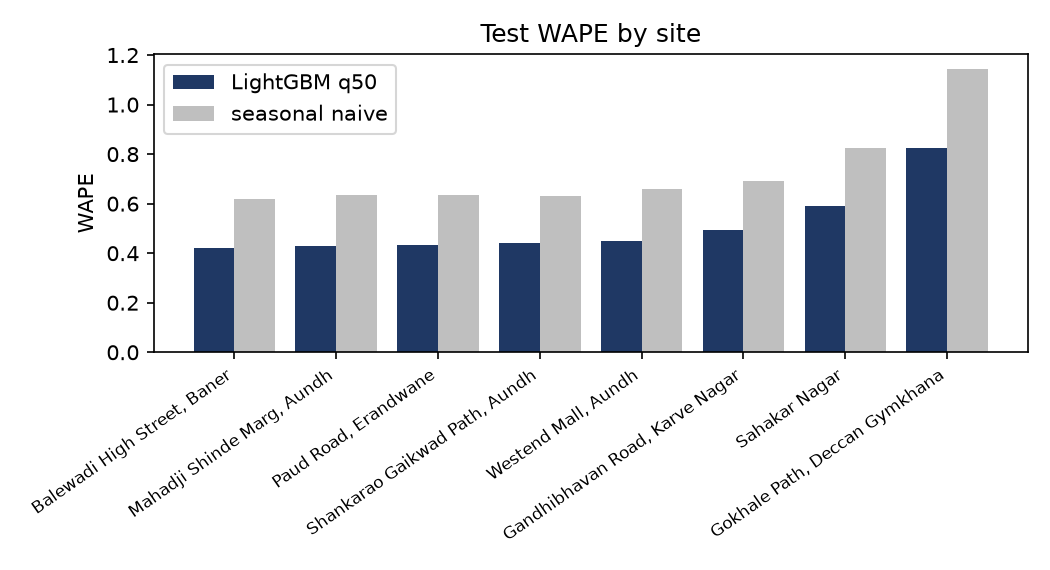 Test WAPE by site
LightGBM q50
seasonal naive
WAPE
1.2
1.0
0.8
0.6
0.4
0.2
0.0
Balewadi High Street, Baner
Mahadji Shinde Marg, Aundh
Paud Road, Erandwane
Shankarao Gaikwad Path, Aundh
Westend Mall, Aundh
Gandhibhavan Road, Karve Nagar
Sahakar Nagar
Gokhale Path, Deccan Gymkhana